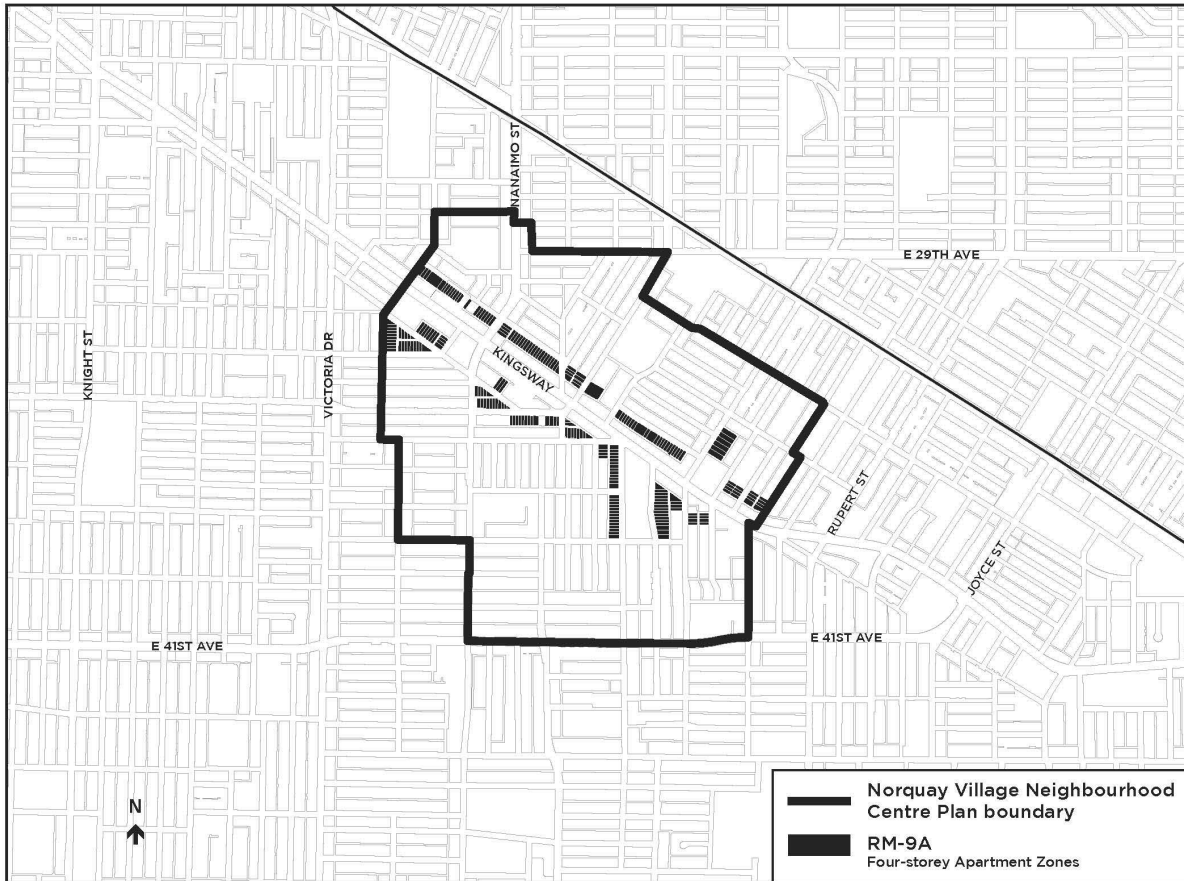 NANAIMO ST
E 29TH AVE
KNIGHT ST
VICTORIA DR
KINGSWAY
RUPERT ST
JOYCE ST
E 41ST AVE
E 41ST AVE
N
Norquay Village Neighbourhood
Centre Plan boundary
RM-9A
Four-storey Apartment Zones